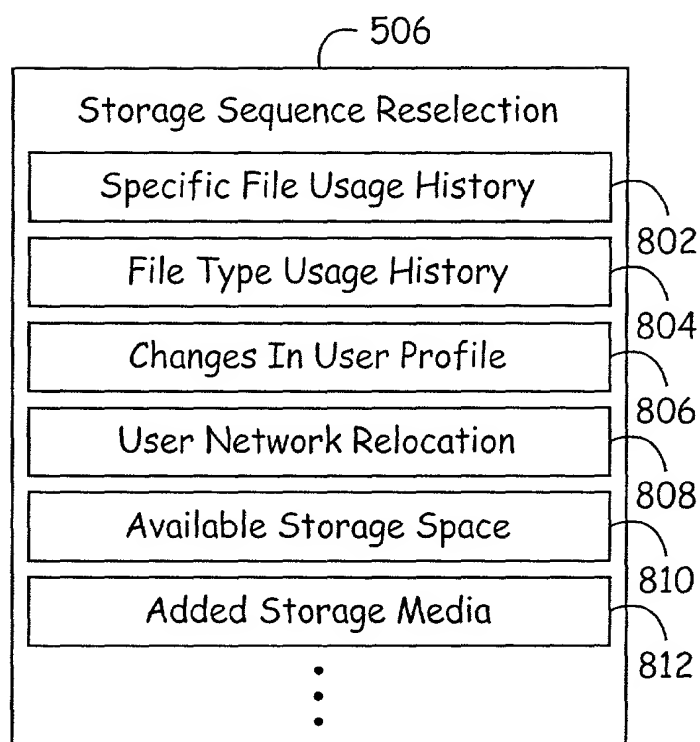 506
Storage Sequence Reselection
Specific File Usage History
802
File Type Usage History
804
Changes In User Profile
806
User Network Relocation
808
Available Storage Space
810
Added Storage Media
812